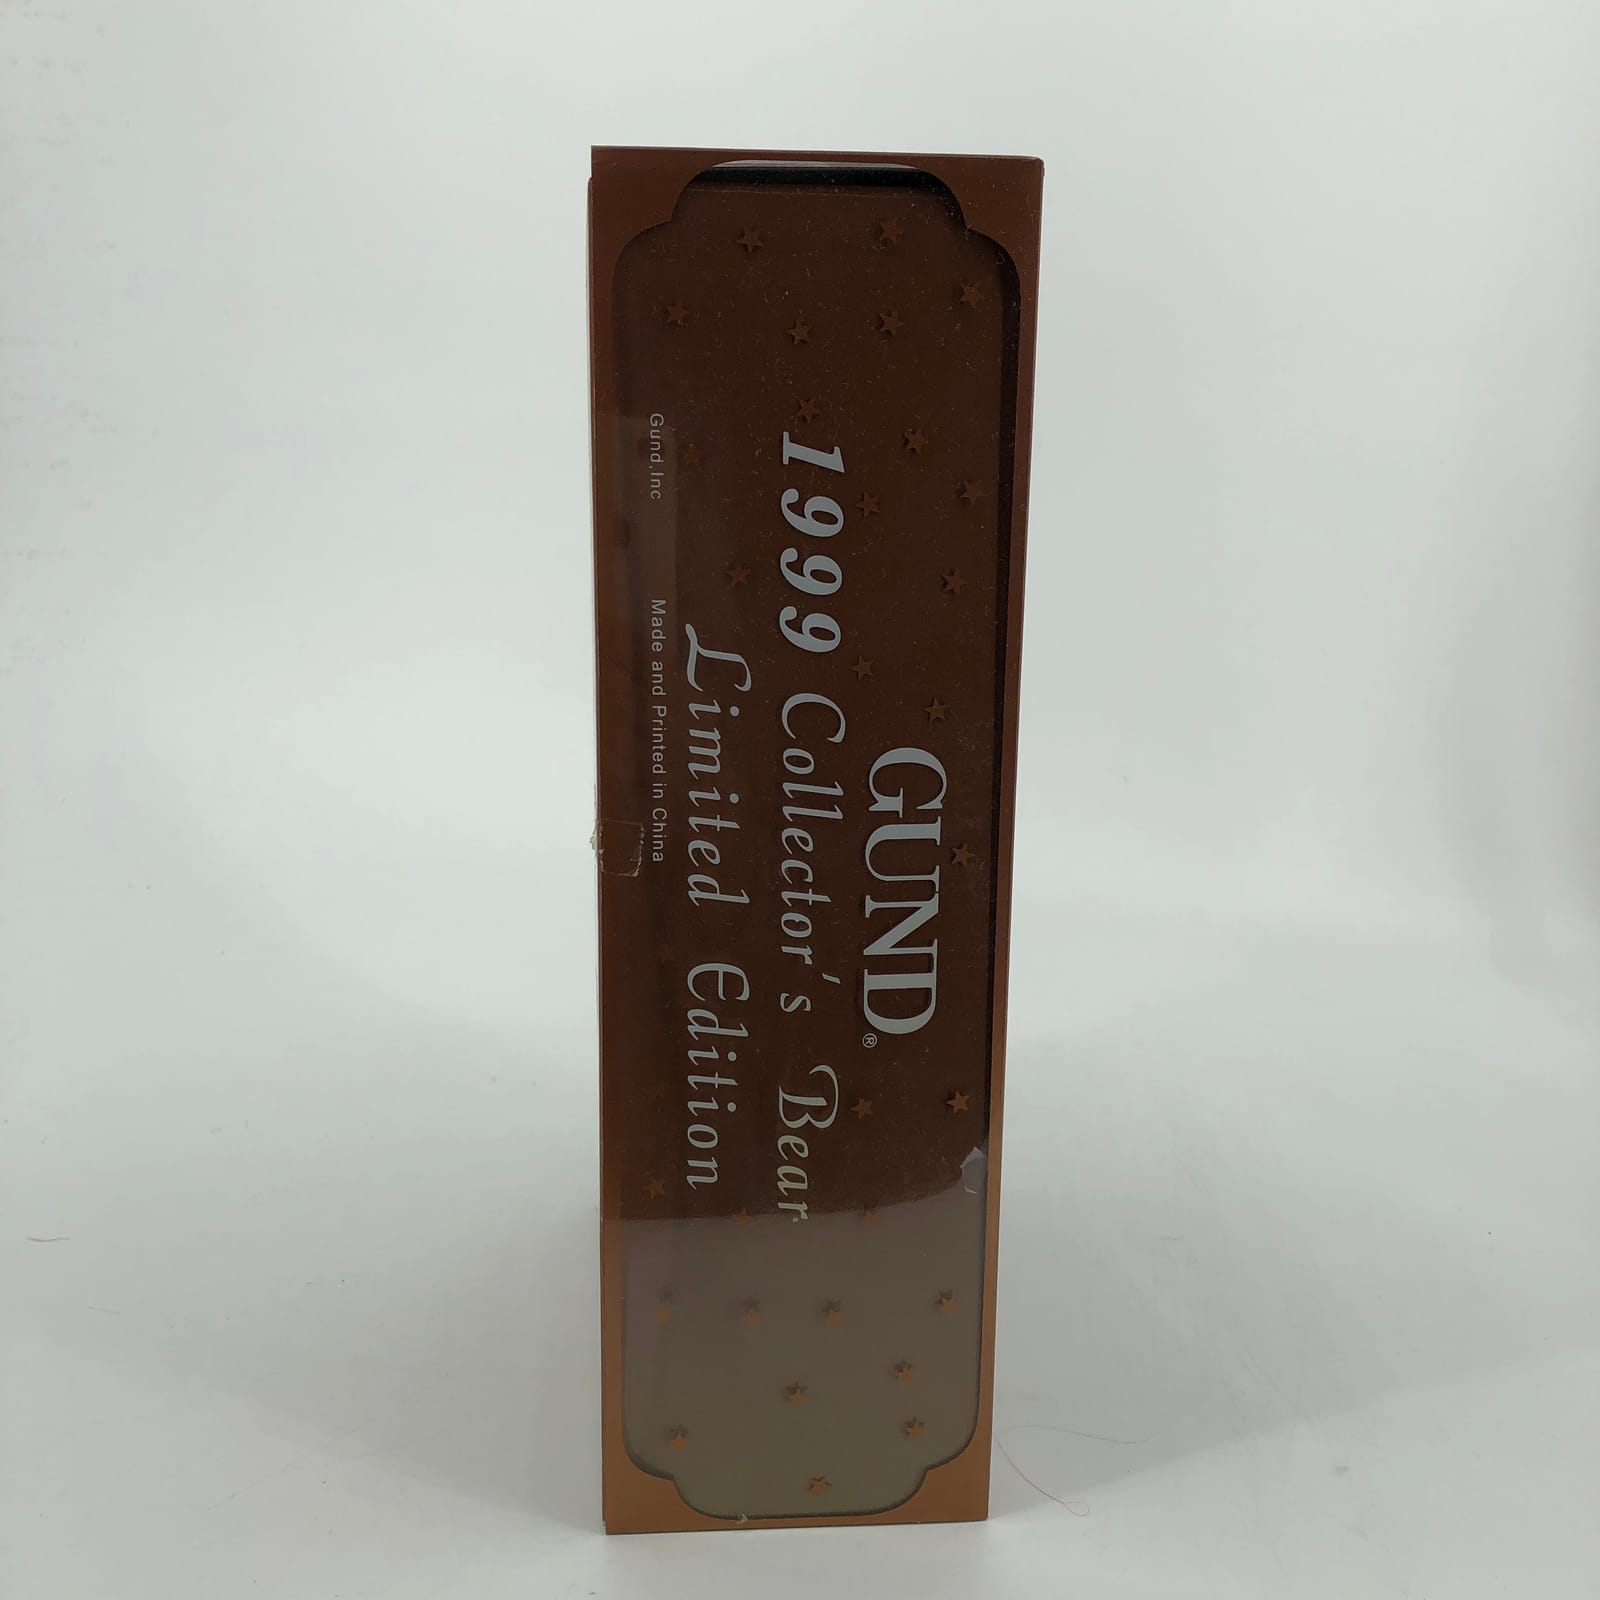 GUND®
1999 Collector's Bear
Limited Edition
Gund,Inc
Made and Printed in China